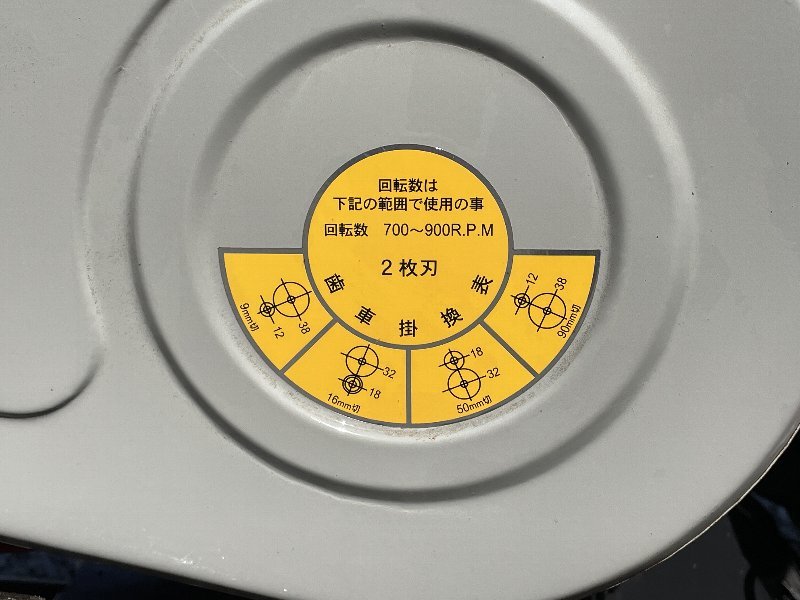 回転数は
下記の範囲で使用の事
回転数 700～900R.P.M
2枚刃
歯車掛換表
12
38
9mm切
32
18
16mm切
18
32
50mm切
12
38
90mm切